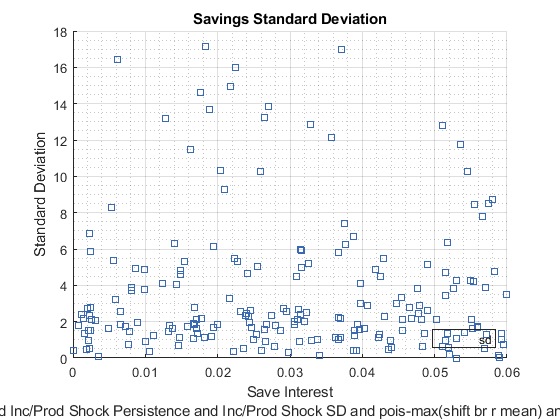 Savings Standard Deviation
18
16
14
12
10
8
6
4
2
0
Standard Deviation
sd
0 0.01 0.02 0.03 0.04 0.05 0.06
Save Interest
d Inc/Prod Shock Persistence and Inc/Prod Shock SD and pois-max(shift br r mean) an